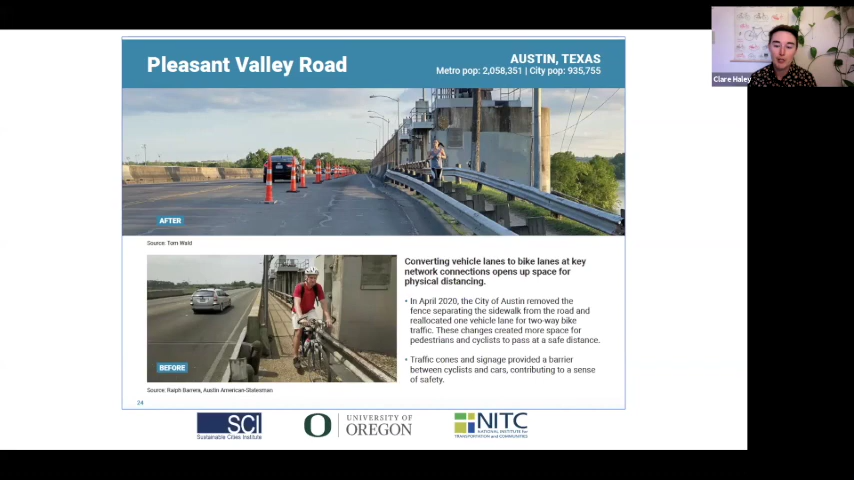 Pleasant Valley Road
AUSTIN, TEXAS
Metro pop: 2,058,351 | City pop: 935,755
Clare Haley
AFTER
Source: Tom Wald
Converting vehicle lanes to bike lanes at key
network connections opens up space for
physical distancing.
• In April 2020, the City of Austin removed the
fence separating the sidewalk from the road and
reallocated one vehicle lane for two-way bike
traffic. These changes created more space for
pedestrians and cyclists to pass at a safe distance.
• Traffic cones and signage provided a barrier
between cyclists and cars, contributing to a sense
of safety.
BEFORE
Source: Ralph Barrera, Austin American-Statesman
24
SCI
Sustainable Cities Institute
O
UNIVERSITY OF
OREGON
NITC
NATIONAL INSTITUTE for
TRANSPORTATION and COMMUNITIES